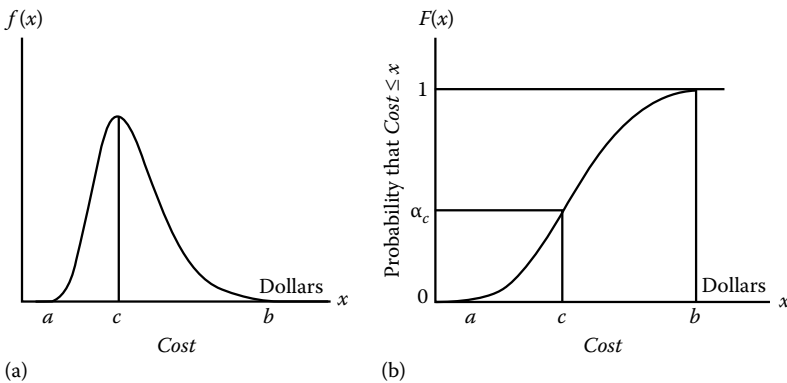 f(x)
Dollars
x
a c b
Cost
(a)
F(x)
Probability that Cost ≤ x
1
α_c
0
Dollars
x
a c b
Cost
(b)